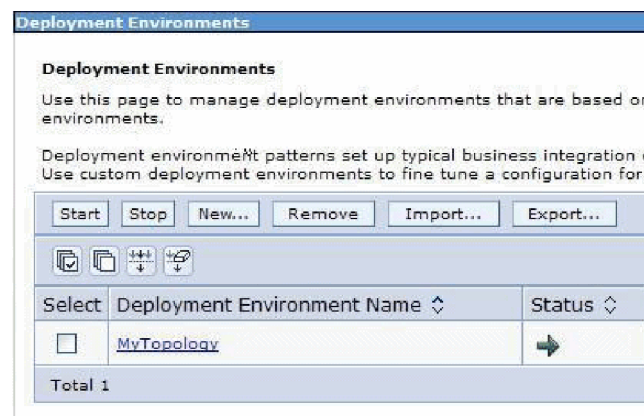 Deployment Environments
Deployment Environments
Use this page to manage deployment environments that are based
environments.
Deployment environment patterns set up typical business integration
Use custom deployment environments to fine tune a configuration for
Start Stop New... Remove Import... Export...
Select Deployment Environment Name Status
MyTopology
Total 1